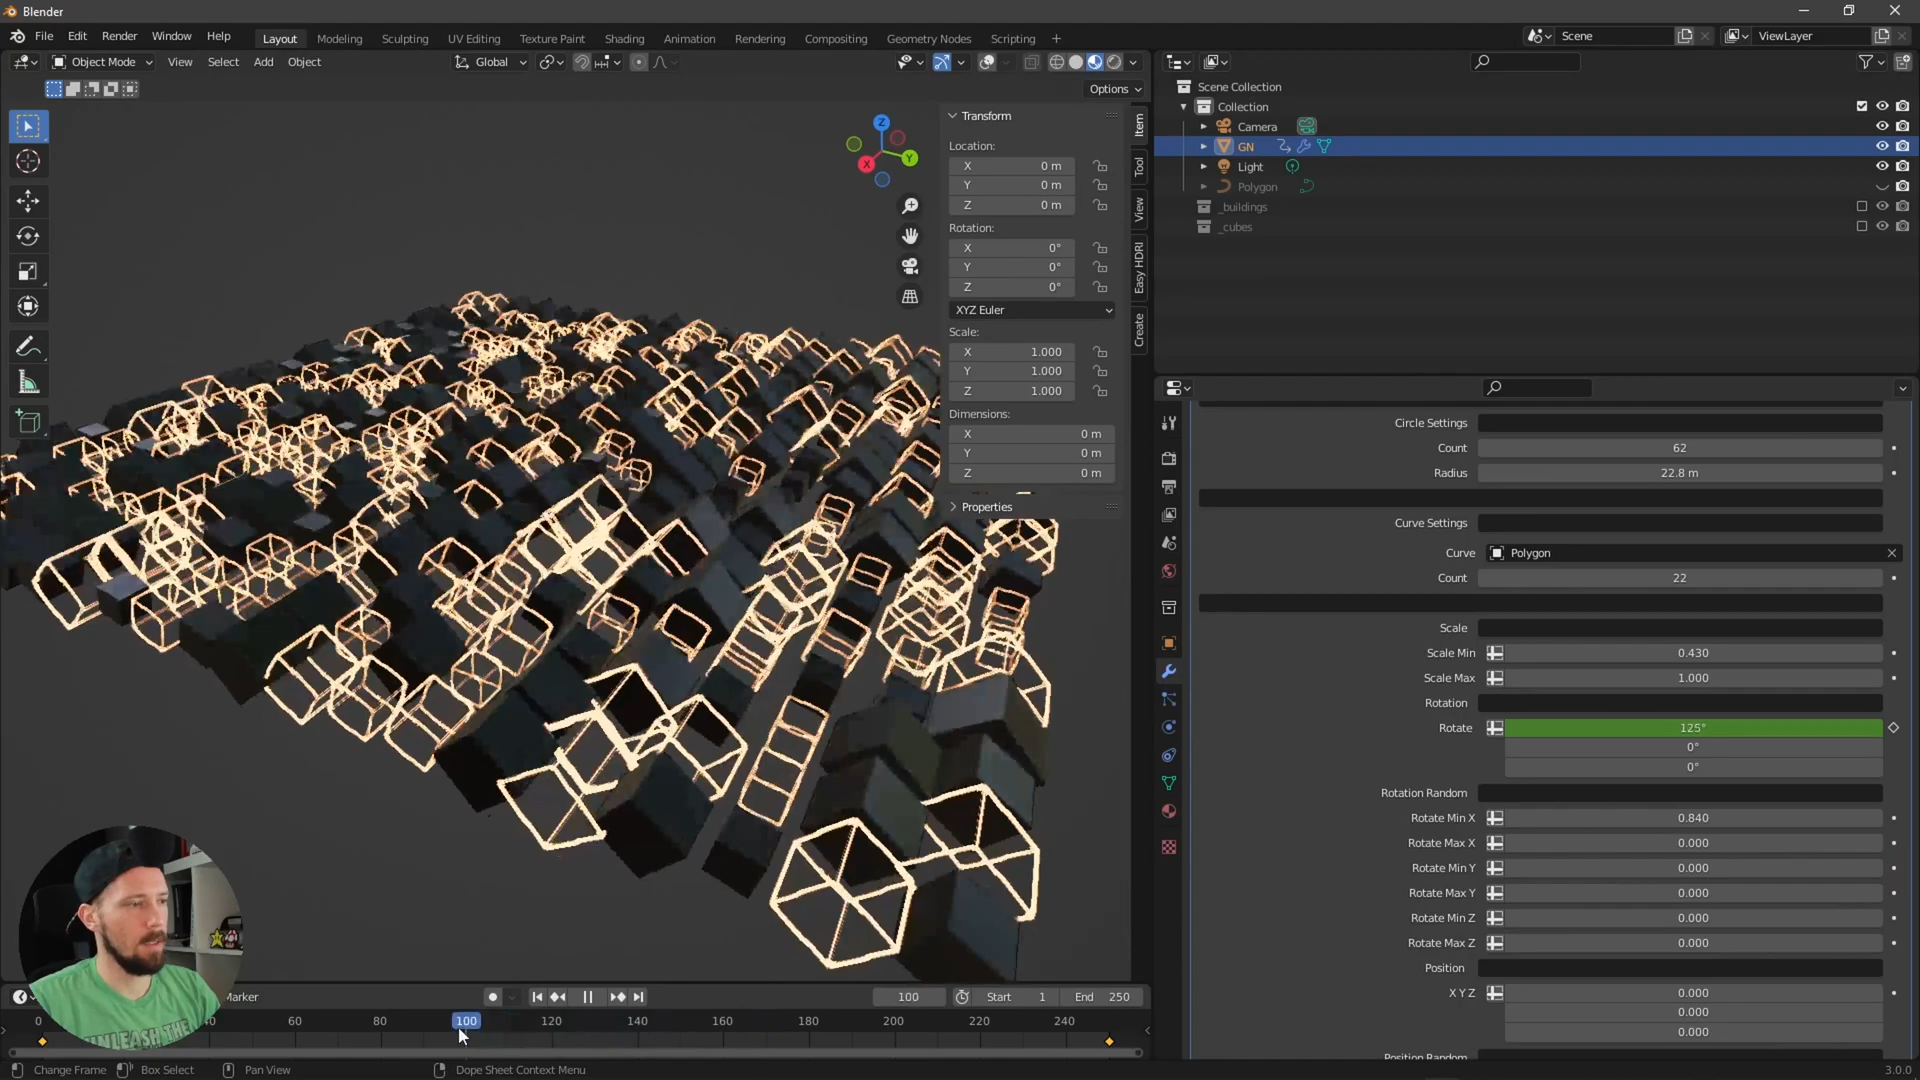 Blender
File Edit Render Window Help
Layout Modeling Sculpting UV Editing Texture Paint Shading Animation Rendering Compositing Geometry Nodes Scripting +
Scene
ViewLayer
Object Mode View Select Add Object
Global
Options
Transform
Location:
X 0 m
Y 0 m
Z 0 m
Rotation:
X 0°
Y 0°
Z 0°
XYZ Euler
Scale:
X 1.000
Y 1.000
Z 1.000
Dimensions:
X 0 m
Y 0 m
Z 0 m
Properties
Item
Tool
View
Easy HDRI
Create
Z
Y
X
Scene Collection
Collection
Camera
GN
Light
Polygon
_buildings
_cubes
Circle Settings
Count 62
Radius 22.8 m
Curve Settings
Curve Polygon
Count 22
Scale
Scale Min 0.430
Scale Max 1.000
Rotation
Rotate 125°
0°
0°
Rotation Random
Rotate Min X 0.840
Rotate Max X 0.000
Rotate Min Y 0.000
Rotate Max Y 0.000
Rotate Min Z 0.000
Rotate Max Z 0.000
Position
X Y Z 0.000
0.000
0.000
Position Random
Marker
100
Start 1
End 250
0 40 60 80 100 120 140 160 180 200 220 240
UNLEASH THE
Change Frame Box Select Pan View Dope Sheet Context Menu
3.0.0